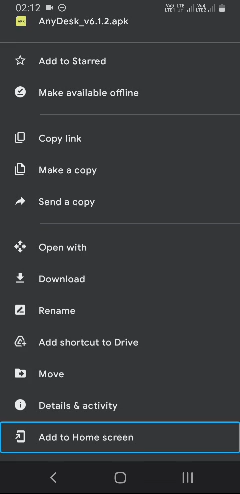 02:12
AnyDesk_v6.1.2.apk
Add to Starred
Make available offline
Copy link
Make a copy
Send a copy
Open with
Download
Rename
Add shortcut to Drive
Move
Details & activity
Add to Home screen